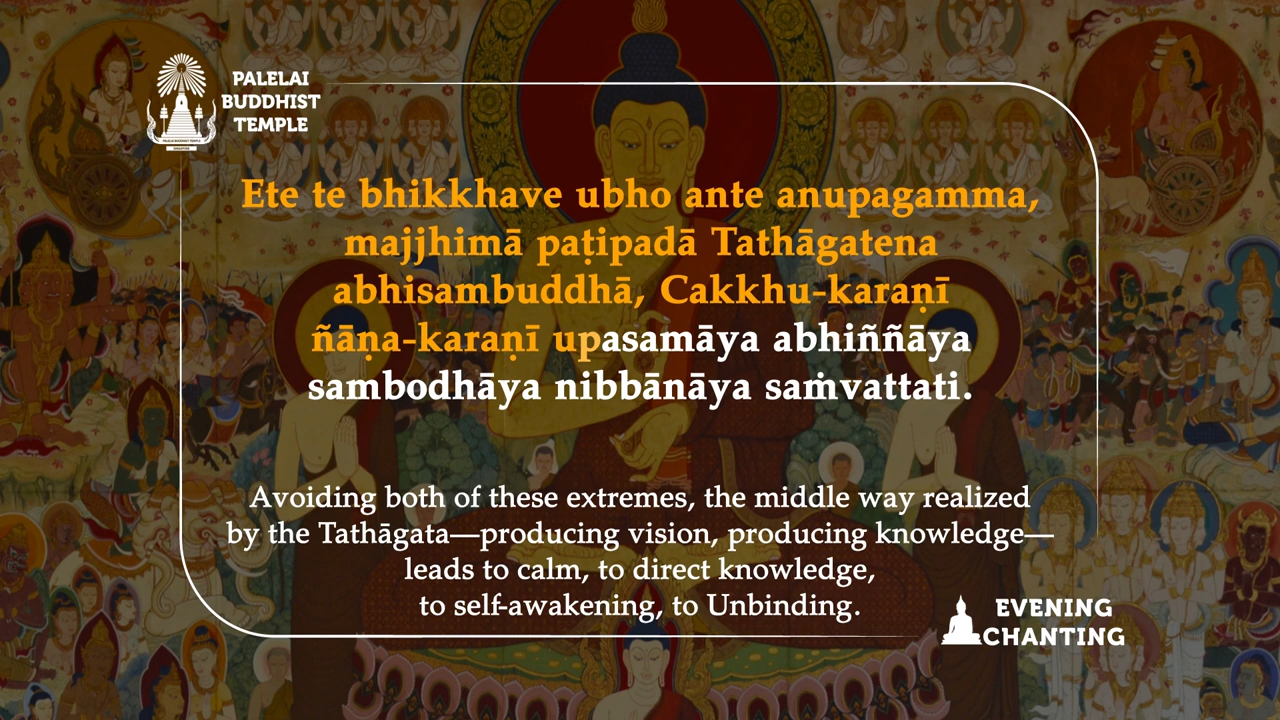 PALELAI
BUDDHIST
TEMPLE
Ete te bhikkhave ubho ante anupagamma,
majjhimā paṭipadā Tathāgatena
abhisambuddhā, Cakkhu-karaṇī
ñāṇa-karaṇī upasamāya abhiññāya
sambodhāya nibbānāya saṁvattati.
Avoiding both of these extremes, the middle way realized
by the Tathāgata—producing vision, producing knowledge—
leads to calm, to direct knowledge,
to self-awakening, to Unbinding.
EVENING
CHANTING